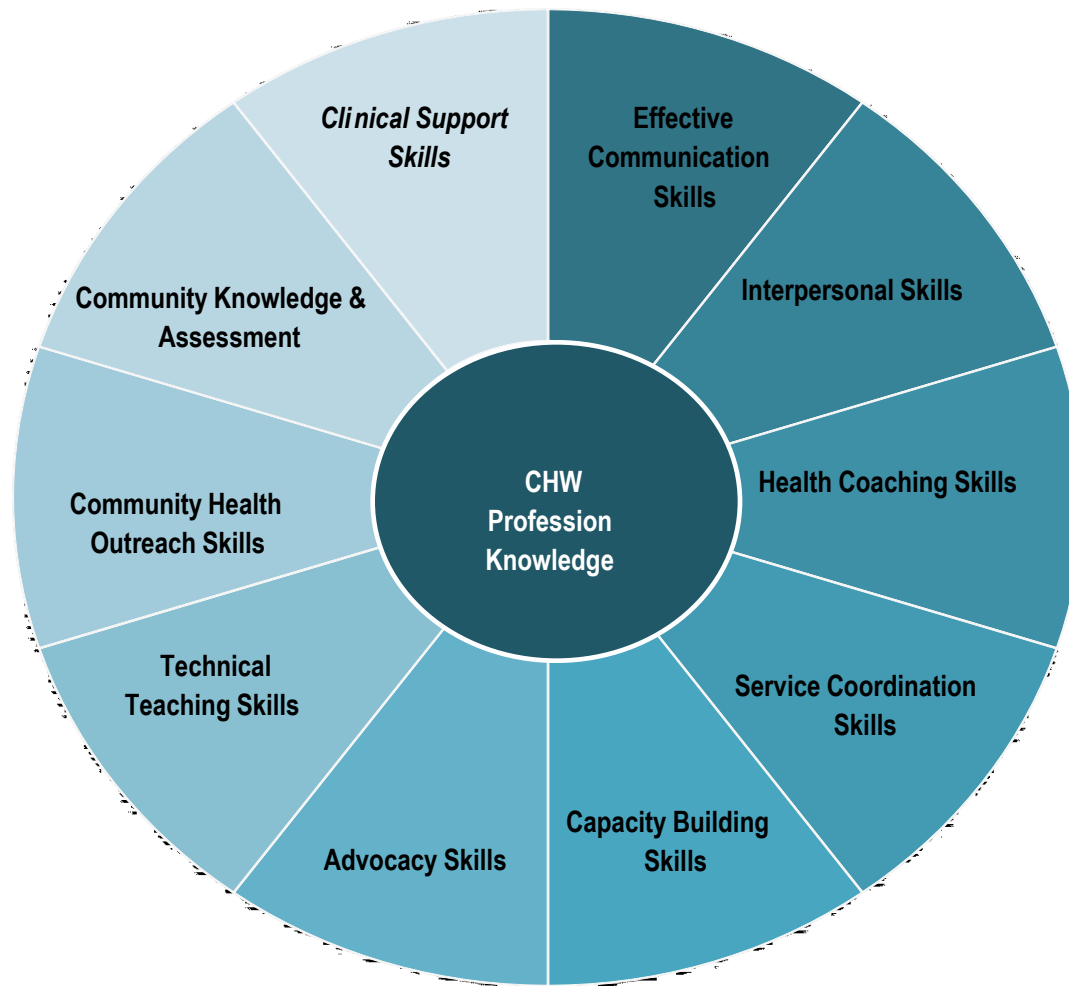 Clinical Support
Skills
Effective
Communication
Skills
Interpersonal Skills
Health Coaching Skills
Service Coordination
Skills
Capacity Building
Skills
Advocacy Skills
Technical
Teaching Skills
Community Health
Outreach Skills
Community Knowledge &
Assessment
CHW
Profession
Knowledge